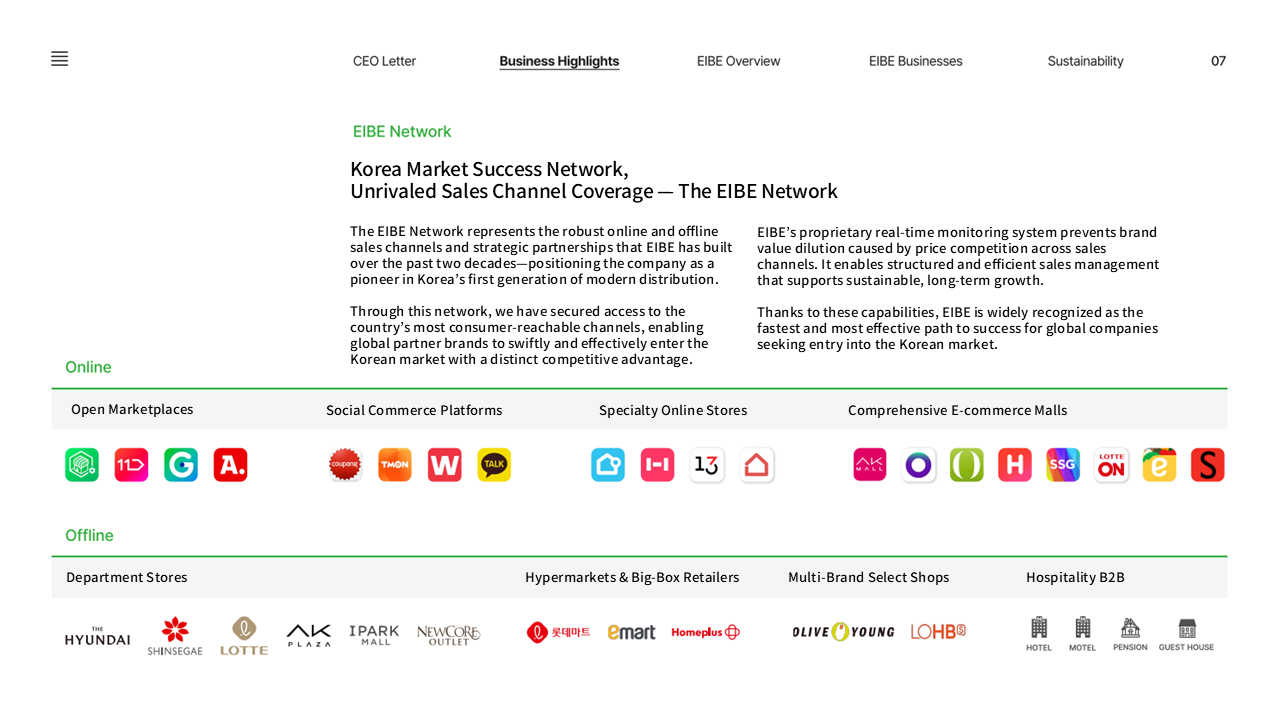 CEO Letter
Business Highlights
EIBE Overview
EIBE Businesses
Sustainability
07
EIBE Network
Korea Market Success Network,
Unrivaled Sales Channel Coverage — The EIBE Network
The EIBE Network represents the robust online and offline
sales channels and strategic partnerships that EIBE has built
over the past two decades—positioning the company as a
pioneer in Korea’s first generation of modern distribution.
Through this network, we have secured access to the
country’s most consumer-reachable channels, enabling
global partner brands to swiftly and effectively enter the
Korean market with a distinct competitive advantage.
EIBE’s proprietary real-time monitoring system prevents brand
value dilution caused by price competition across sales
channels. It enables structured and efficient sales management
that supports sustainable, long-term growth.
Thanks to these capabilities, EIBE is widely recognized as the
fastest and most effective path to success for global companies
seeking entry into the Korean market.
Online
Open Marketplaces
Social Commerce Platforms
Specialty Online Stores
Comprehensive E-commerce Malls
11
G
A.
coupang
TMON
W
TALK
13
AK
MALL
H
SSG
LOTTE
ON
e
S
Offline
Department Stores
Hypermarkets & Big-Box Retailers
Multi-Brand Select Shops
Hospitality B2B
THE
HYUNDAI
SHINSEGAE
LOTTE
AK
PLAZA
IPARK
MALL
NEWCORE
OUTLET
롯데마트
emart
Homeplus
OLIVE YOUNG
LOHBS
HOTEL
MOTEL
PENSION
GUEST HOUSE